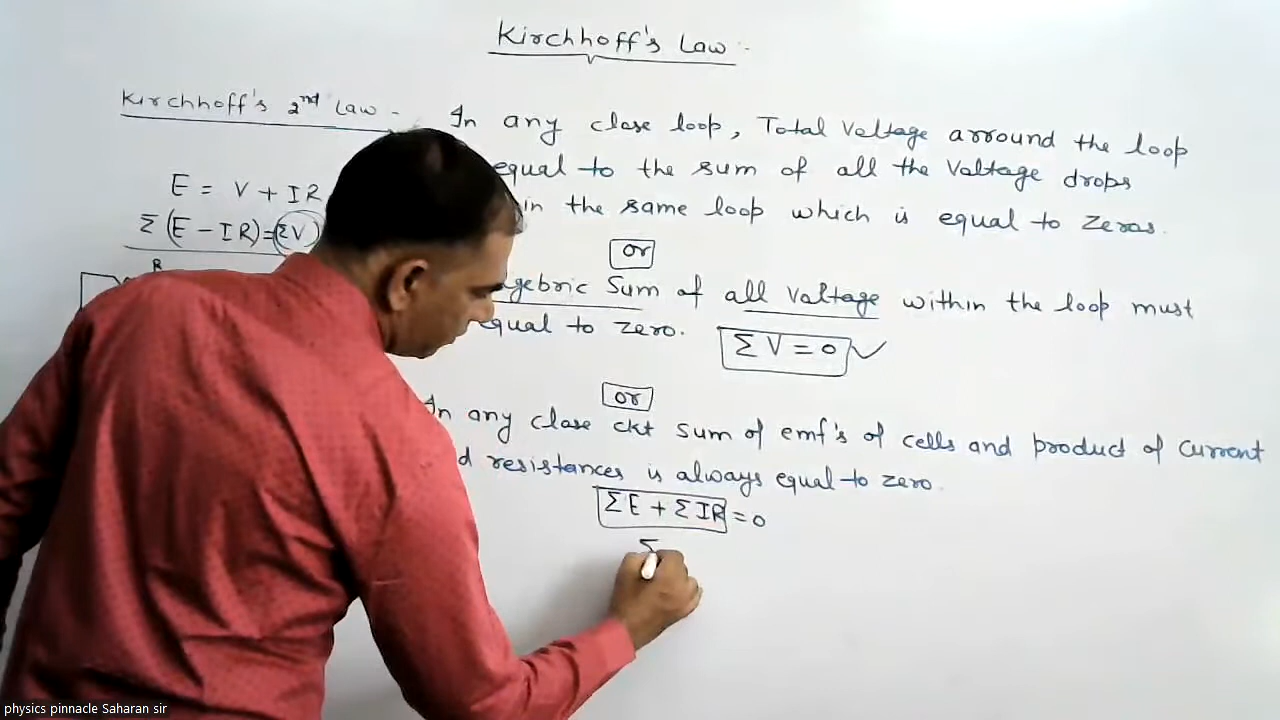 Kirchhoff's Law :-
Kirchhoff's 2nd Law :-
In any close loop, Total Voltage arround the loop
equal to the sum of all the Voltage drops
in the same loop which is equal to zeros.
E = V + IR
Σ (E - IR) = ΣV
R
or
gebric Sum of all voltage within the loop must
equal to zero. ΣV = 0 ✓
or
In any close ckt sum of emf's of cells and product of current
d resistances is always equal to zero.
ΣE + ΣIR = 0
physics pinnacle Saharan sir